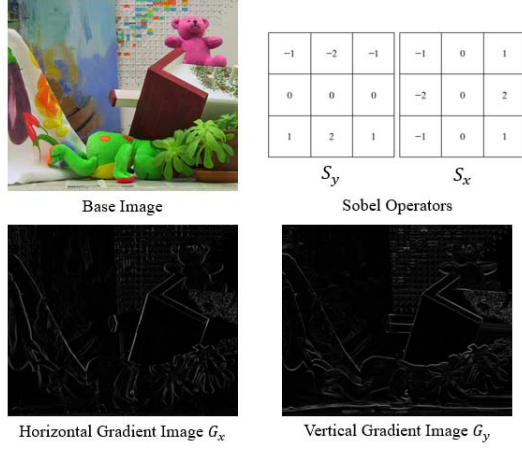 −1 −2 −1 −1 0 1
0 0 0 −2 0 2
1 2 1 −1 0 1
S_y S_x
Base Image Sobel Operators
Horizontal Gradient Image G_x Vertical Gradient Image G_y